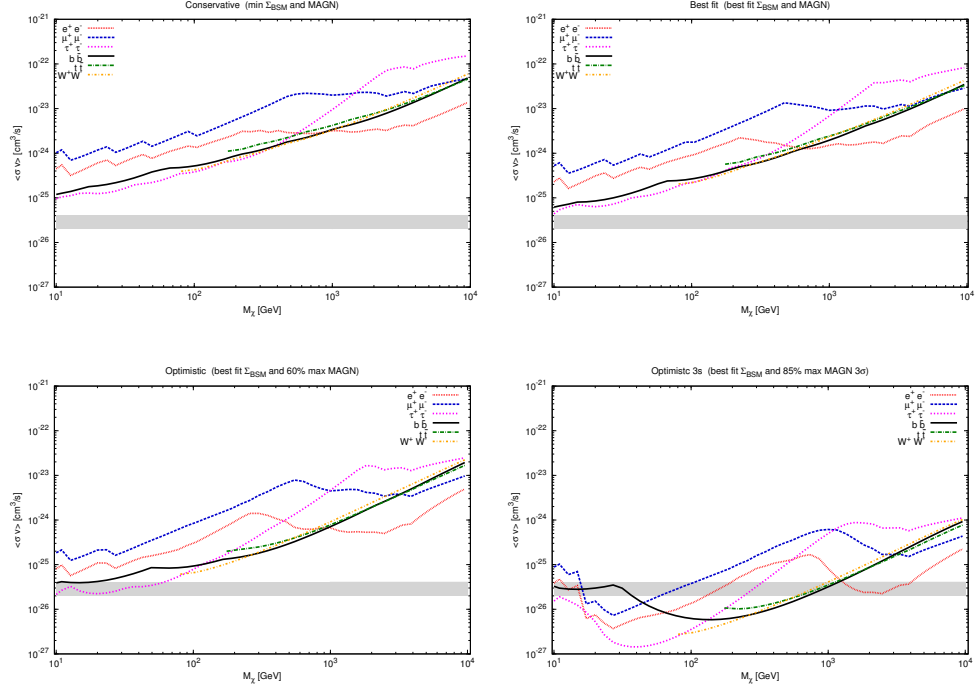 Conservative (min Σ_BSM and MAGN)
e⁺ e⁻
μ⁺ μ⁻
τ⁺ τ⁻
b b̄
t t̄
W⁺ W⁻
10⁻²¹
10⁻²²
10⁻²³
10⁻²⁴
10⁻²⁵
10⁻²⁶
10⁻²⁷
<σ v> [cm³/s]
10¹ 10² 10³ 10⁴
M_χ [GeV]
Best fit (best fit Σ_BSM and MAGN)
e⁺ e⁻
μ⁺ μ⁻
τ⁺ τ⁻
b b̄
t t̄
W⁺ W⁻
10⁻²¹
10⁻²²
10⁻²³
10⁻²⁴
10⁻²⁵
10⁻²⁶
10⁻²⁷
<σ v> [cm³/s]
10¹ 10² 10³ 10⁴
M_χ [GeV]
Optimistic (best fit Σ_BSM and 60% max MAGN)
e⁺ e⁻
μ⁺ μ⁻
τ⁺ τ⁻
b b̄
t t̄
W⁺ W⁻
10⁻²¹
10⁻²²
10⁻²³
10⁻²⁴
10⁻²⁵
10⁻²⁶
10⁻²⁷
<σ v> [cm³/s]
10¹ 10² 10³ 10⁴
M_χ [GeV]
Optimistc 3s (best fit Σ_BSM and 85% max MAGN 3σ)
e⁺ e⁻
μ⁺ μ⁻
τ⁺ τ⁻
b b̄
t t̄
W⁺ W⁻
10⁻²¹
10⁻²²
10⁻²³
10⁻²⁴
10⁻²⁵
10⁻²⁶
10⁻²⁷
<σ v> [cm³/s]
10¹ 10² 10³ 10⁴
M_χ [GeV]